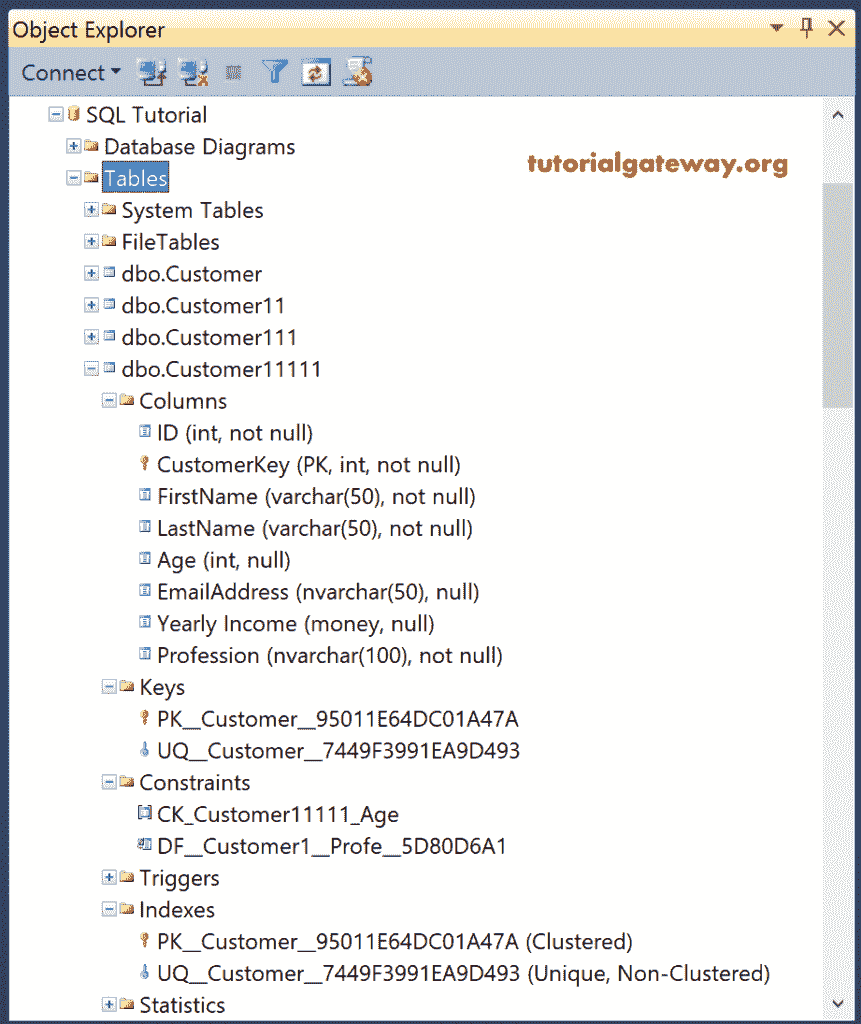 Object Explorer
Connect
SQL Tutorial
Database Diagrams
tutorialgateway.org
Tables
System Tables
FileTables
dbo.Customer
dbo.Customer11
dbo.Customer111
dbo.Customer11111
Columns
ID (int, not null)
CustomerKey (PK, int, not null)
FirstName (varchar(50), not null)
LastName (varchar(50), not null)
Age (int, null)
EmailAddress (nvarchar(50), null)
Yearly Income (money, null)
Profession (nvarchar(100), not null)
Keys
PK__Customer__95011E64DC01A47A
UQ__Customer__7449F3991EA9D493
Constraints
CK_Customer11111_Age
DF__Customer1__Profe__5D80D6A1
Triggers
Indexes
PK__Customer__95011E64DC01A47A (Clustered)
UQ__Customer__7449F3991EA9D493 (Unique, Non-Clustered)
Statistics